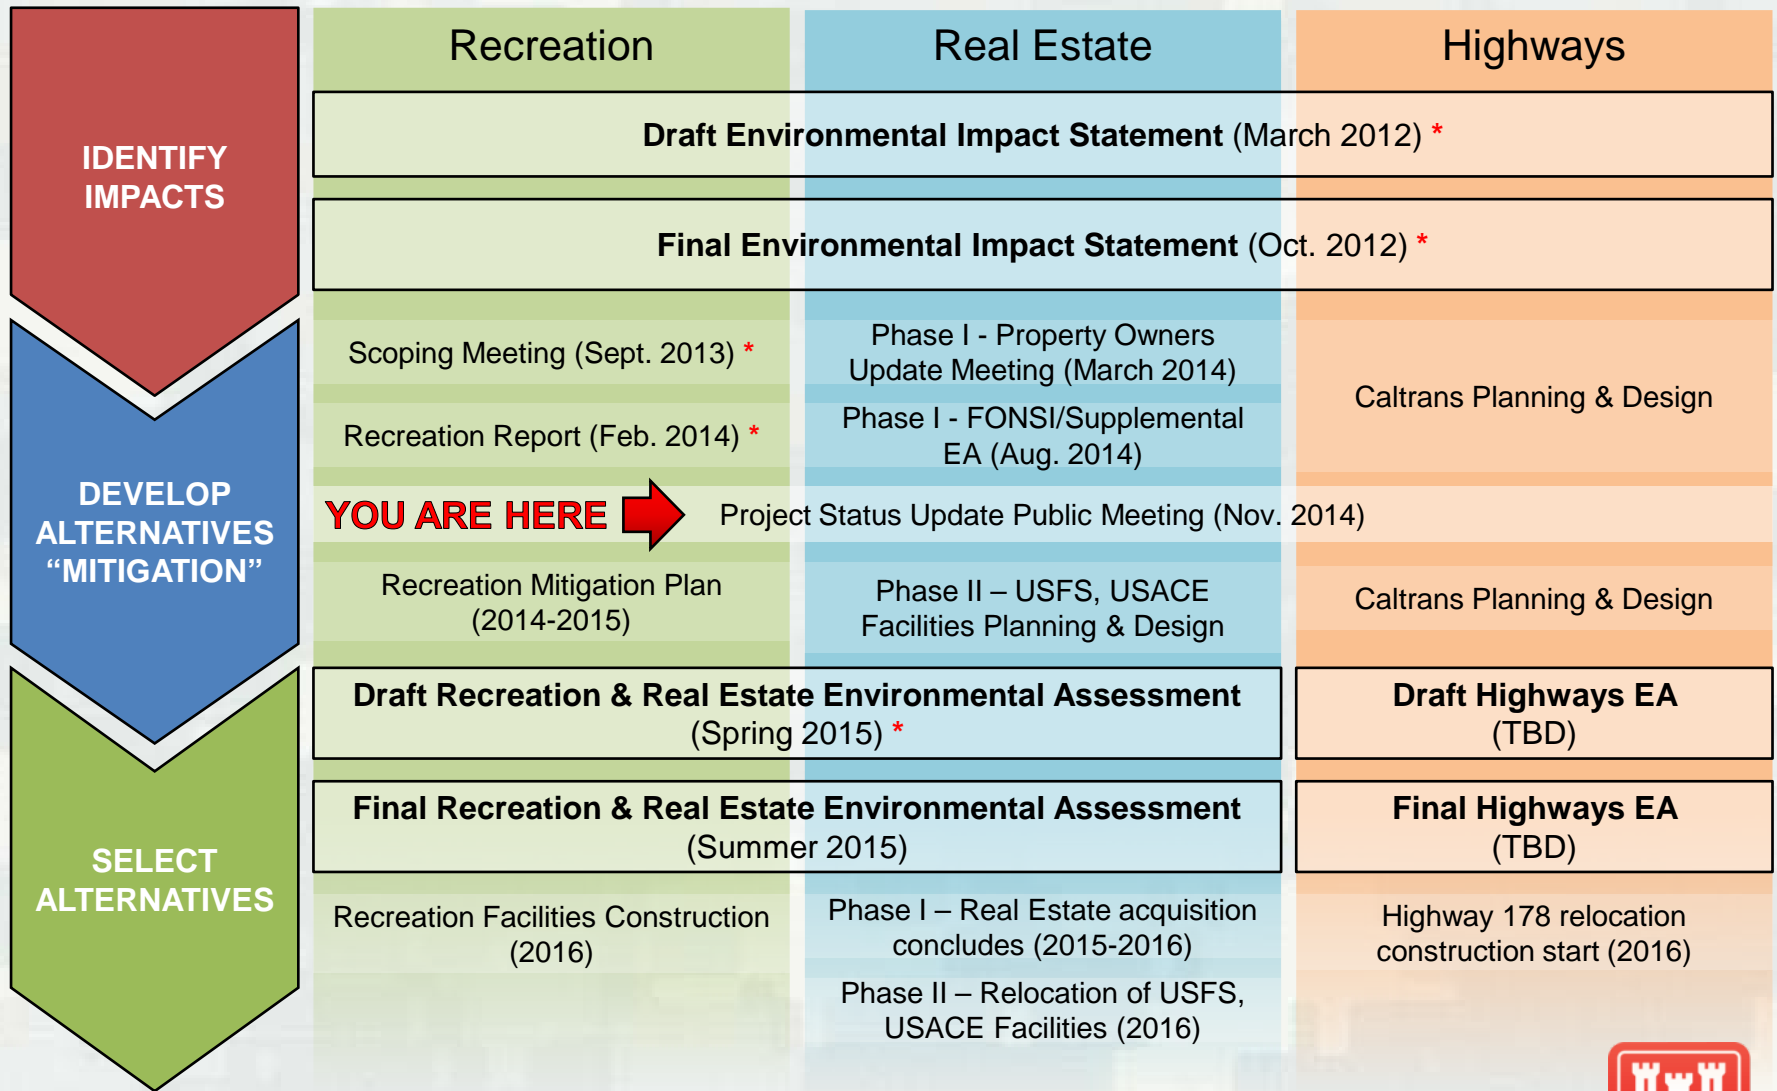 Recreation
Real Estate
Highways
IDENTIFY
IMPACTS
Draft Environmental Impact Statement (March 2012) *
Final Environmental Impact Statement (Oct. 2012) *
DEVELOP
ALTERNATIVES
“MITIGATION”
Scoping Meeting (Sept. 2013) *
Phase I - Property Owners
Update Meeting (March 2014)
Caltrans Planning & Design
Recreation Report (Feb. 2014) *
Phase I - FONSI/Supplemental
EA (Aug. 2014)
YOU ARE HERE
Project Status Update Public Meeting (Nov. 2014)
Recreation Mitigation Plan
(2014-2015)
Phase II – USFS, USACE
Facilities Planning & Design
Caltrans Planning & Design
SELECT
ALTERNATIVES
Draft Recreation & Real Estate Environmental Assessment
(Spring 2015) *
Draft Highways EA
(TBD)
Final Recreation & Real Estate Environmental Assessment
(Summer 2015)
Final Highways EA
(TBD)
Recreation Facilities Construction
(2016)
Phase I – Real Estate acquisition
concludes (2015-2016)
Highway 178 relocation
construction start (2016)
Phase II – Relocation of USFS,
USACE Facilities (2016)